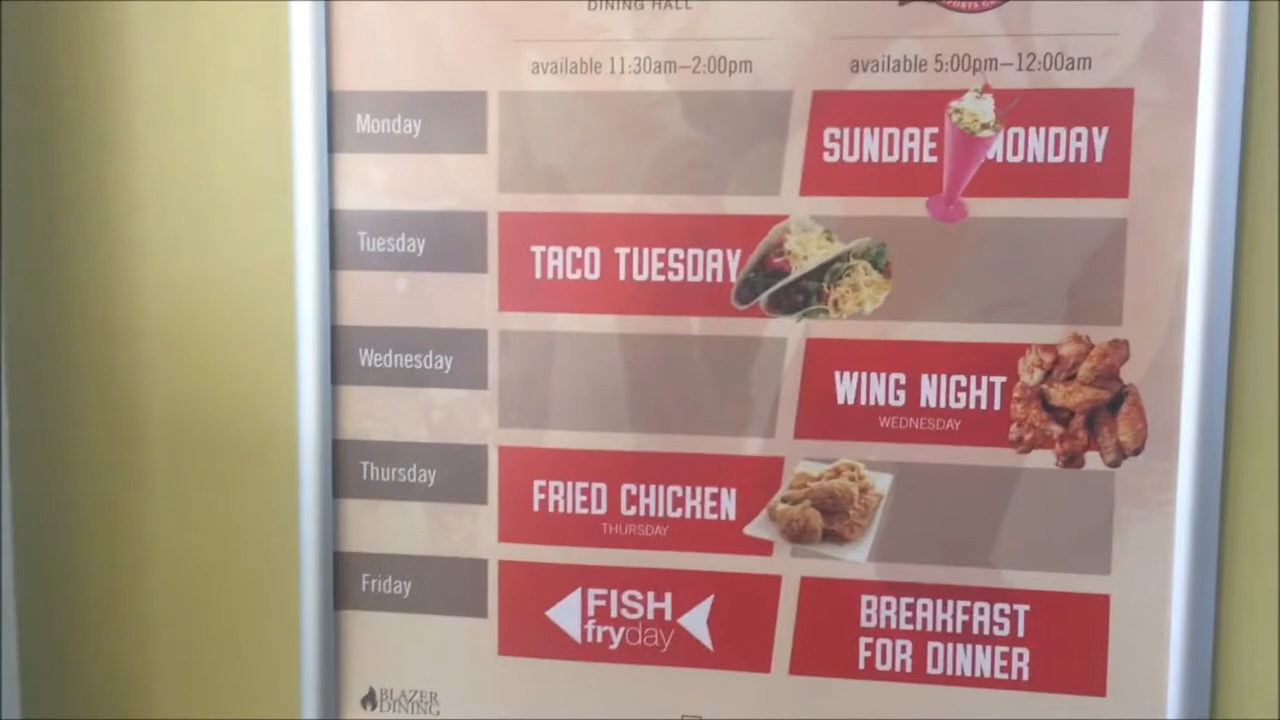 DINING HALL
available 11:30am–2:00pm
available 5:00pm–12:00am
Monday
SUNDAE MONDAY
Tuesday
TACO TUESDAY
Wednesday
WING NIGHT
WEDNESDAY
Thursday
FRIED CHICKEN
THURSDAY
Friday
FISH
fryday
BREAKFAST
FOR DINNER
BLAZER
DINING